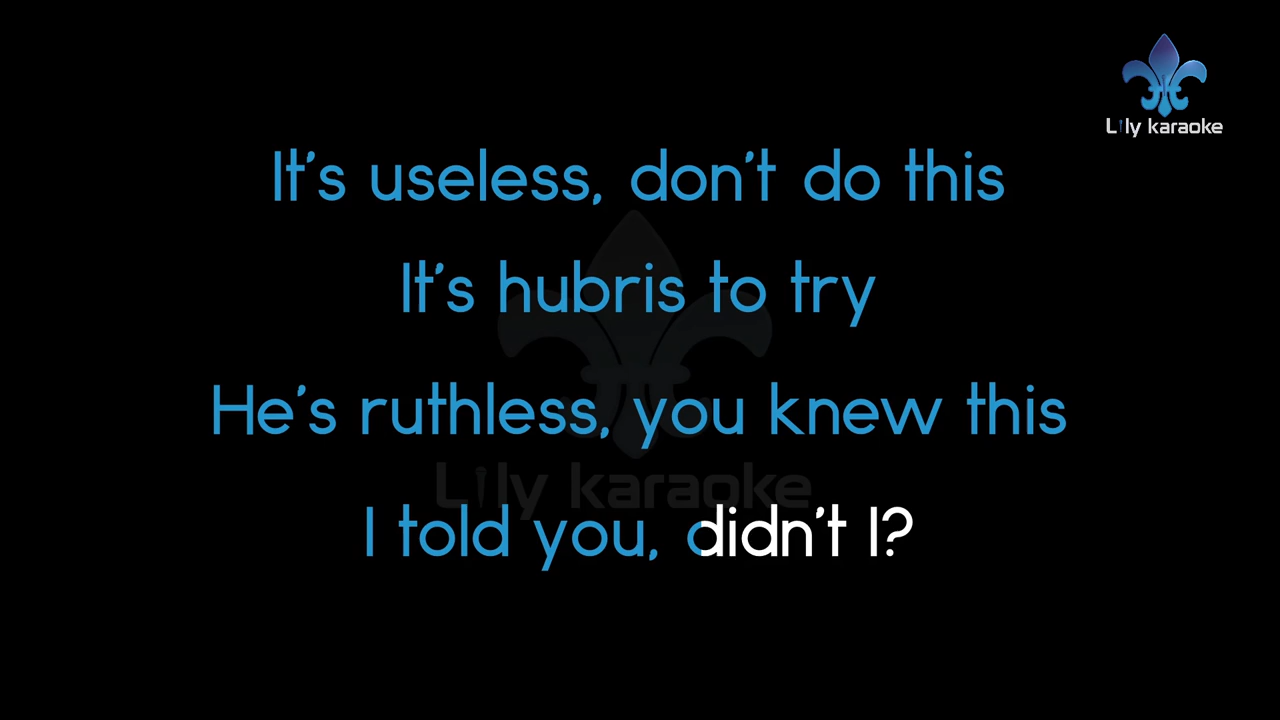 Lily karaoke
It's useless, don't do this
It's hubris to try
He's ruthless, you knew this
I told you, didn't I?
Lily karaoke